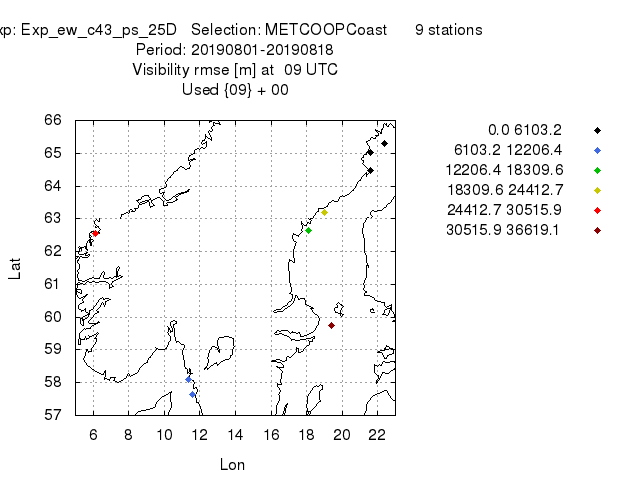 xp: Exp_ew_c43_ps_25D Selection: METCOOPCoast 9 stations
Period: 20190801-20190818
Visibility rmse [m] at 09 UTC
Used {09} + 00
66
65
64
63
62
61
60
59
58
57
Lat
6 8 10 12 14 16 18 20 22
Lon
0.0 6103.2
6103.2 12206.4
12206.4 18309.6
18309.6 24412.7
24412.7 30515.9
30515.9 36619.1